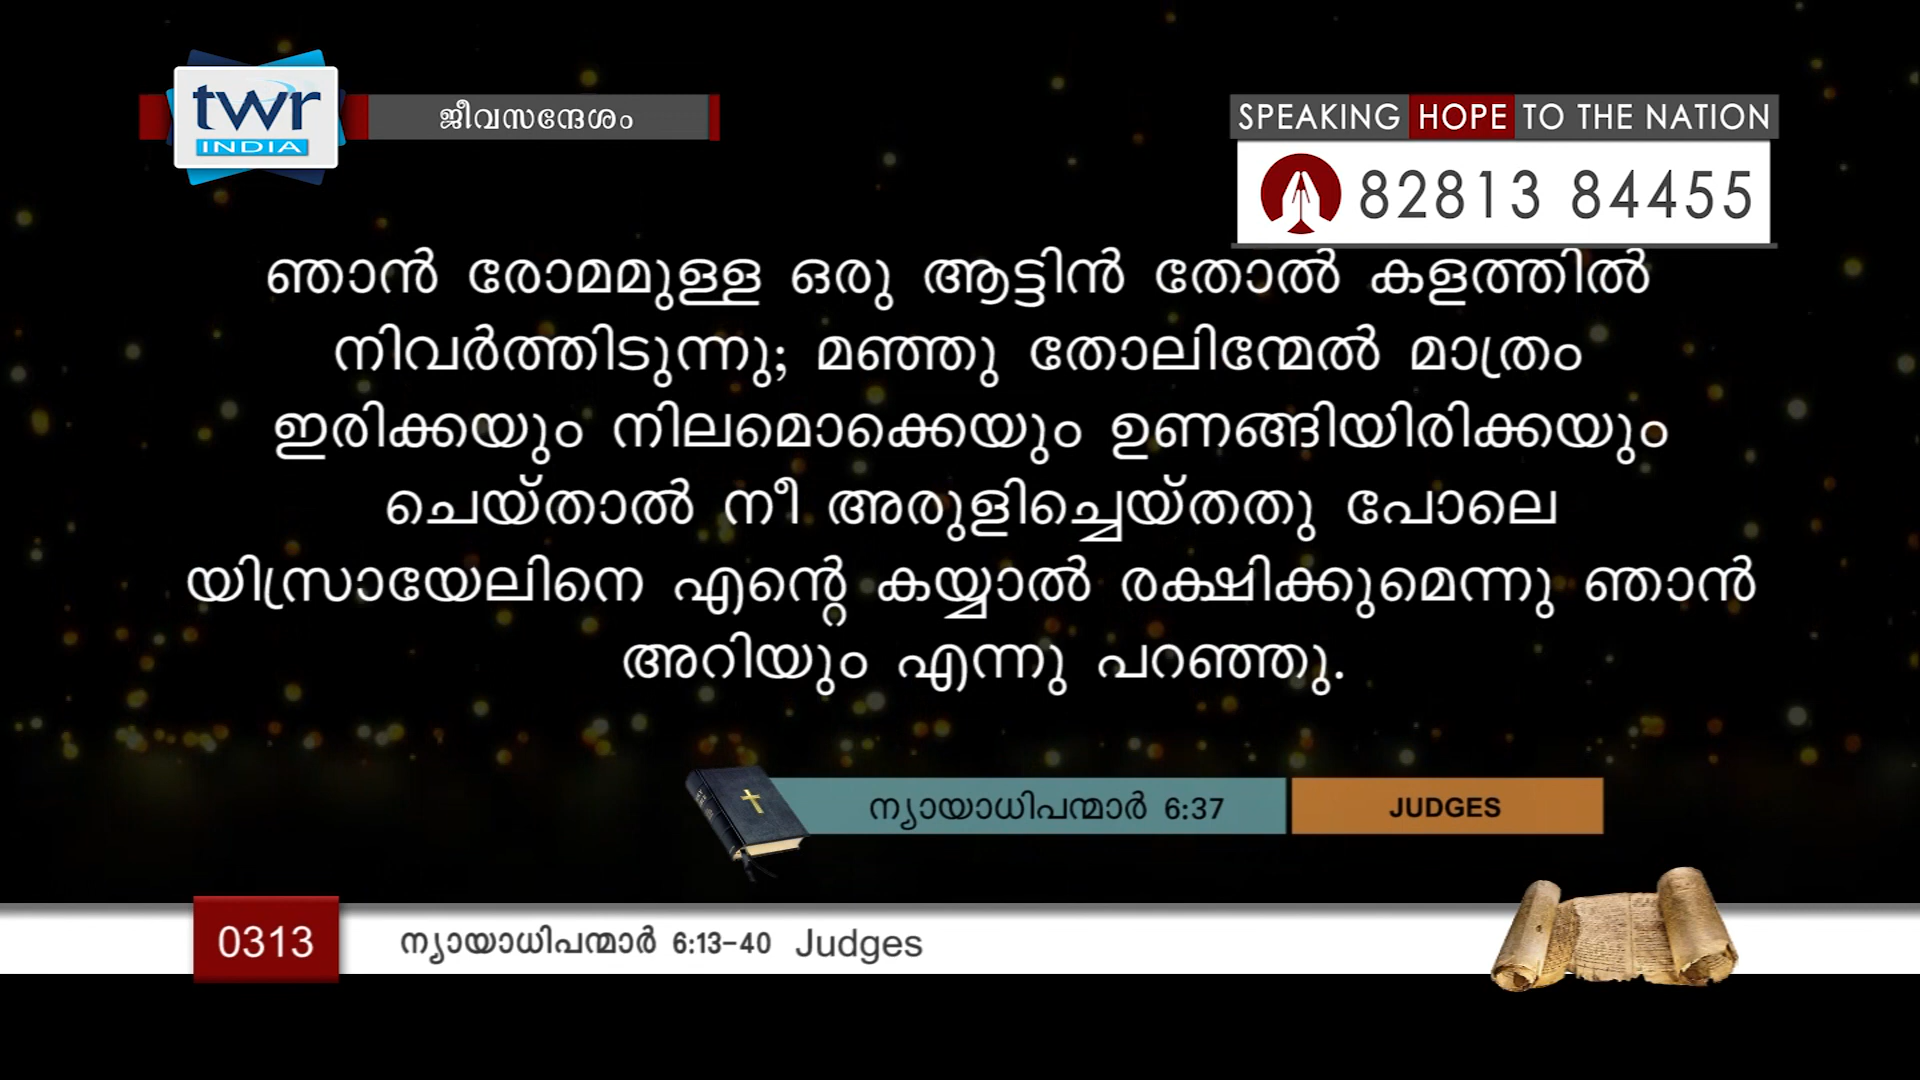 twr
INDIA
ജീവസന്ദേശം
SPEAKING HOPE TO THE NATION
82813 84455
ഞാൻ രോമമുള്ള ഒരു ആട്ടിൻ തോൽ കളത്തിൽ
നിവർത്തിടുന്നു; മഞ്ഞു തോലിന്മേൽ മാത്രം
ഇരിക്കയും നിലമൊക്കെയും ഉണങ്ങിയിരിക്കയും
ചെയ്താൽ നീ അരുളിച്ചെയ്തതു പോലെ
യിസ്രായേലിനെ എന്റെ കയ്യാൽ രക്ഷിക്കുമെന്നു ഞാൻ
അറിയും എന്നു പറഞ്ഞു.
ന്യായാധിപന്മാർ 6:37
JUDGES
0313
ന്യായാധിപന്മാർ 6:13-40 Judges